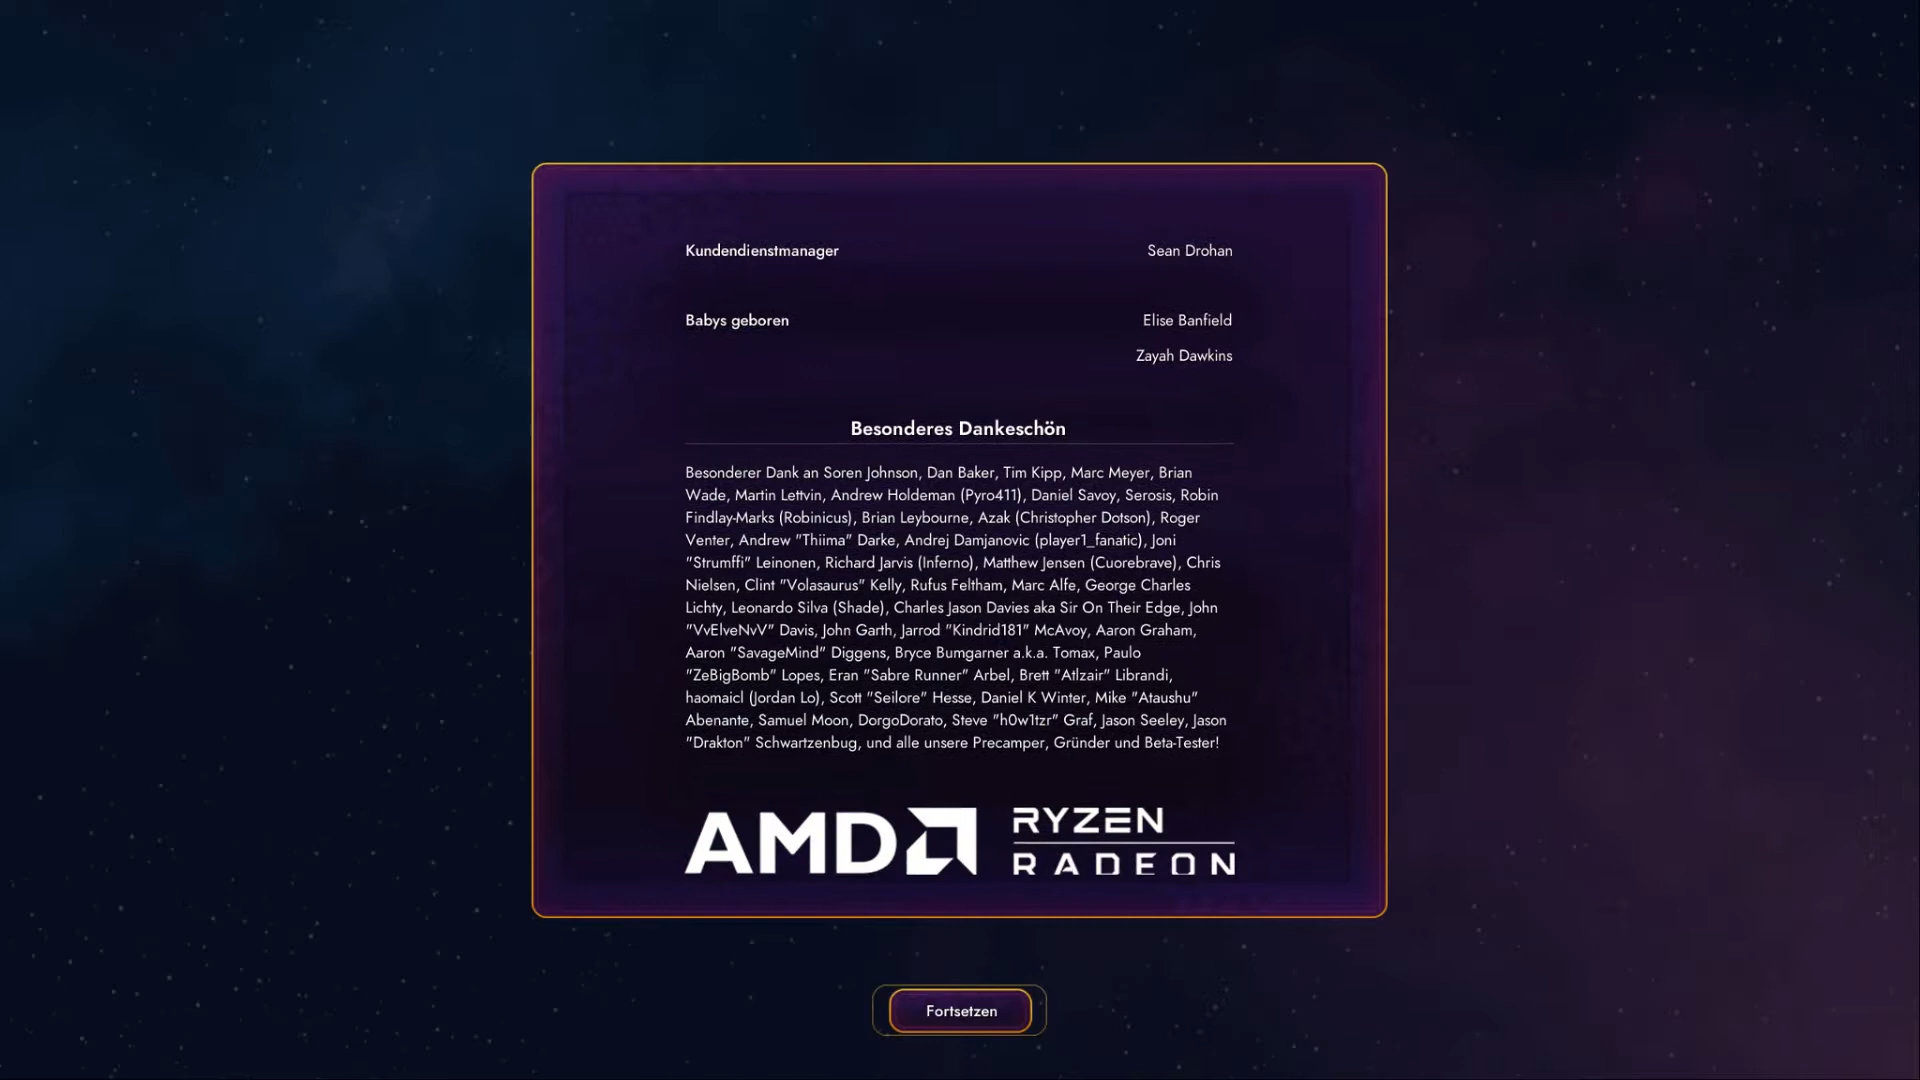 Kundendienstmanager Sean Drohan
Babys geboren Elise Banfield
Zayah Dawkins
Besonderes Dankeschön
Besonderer Dank an Soren Johnson, Dan Baker, Tim Kipp, Marc Meyer, Brian
Wade, Martin Lettvin, Andrew Holdeman (Pyro411), Daniel Savoy, Serosis, Robin
Findlay-Marks (Robinicus), Brian Leybourne, Azak (Christopher Dotson), Roger
Venter, Andrew "Thiima" Darke, Andrej Damjanovic (player1_fanatic), Joni
"Strumffi" Leinonen, Richard Jarvis (Inferno), Matthew Jensen (Cuorebrave), Chris
Nielsen, Clint "Volasaurus" Kelly, Rufus Feltham, Marc Alfe, George Charles
Lichty, Leonardo Silva (Shade), Charles Jason Davies aka Sir On Their Edge, John
"VvElveNvV" Davis, John Garth, Jarrod "Kindrid181" McAvoy, Aaron Graham,
Aaron "SavageMind" Diggens, Bryce Bumgarner a.k.a. Tomax, Paulo
"ZeBigBomb" Lopes, Eran "Sabre Runner" Arbel, Brett "Atlzair" Librandi,
haomaicl (Jordan Lo), Scott "Seilore" Hesse, Daniel K Winter, Mike "Ataushu"
Abenante, Samuel Moon, DorgoDorato, Steve "h0w1tzr" Graf, Jason Seeley, Jason
"Drakton" Schwartzenbug, und alle unsere Precamper, Gründer und Beta-Tester!
AMD RYZEN
RADEON
Fortsetzen